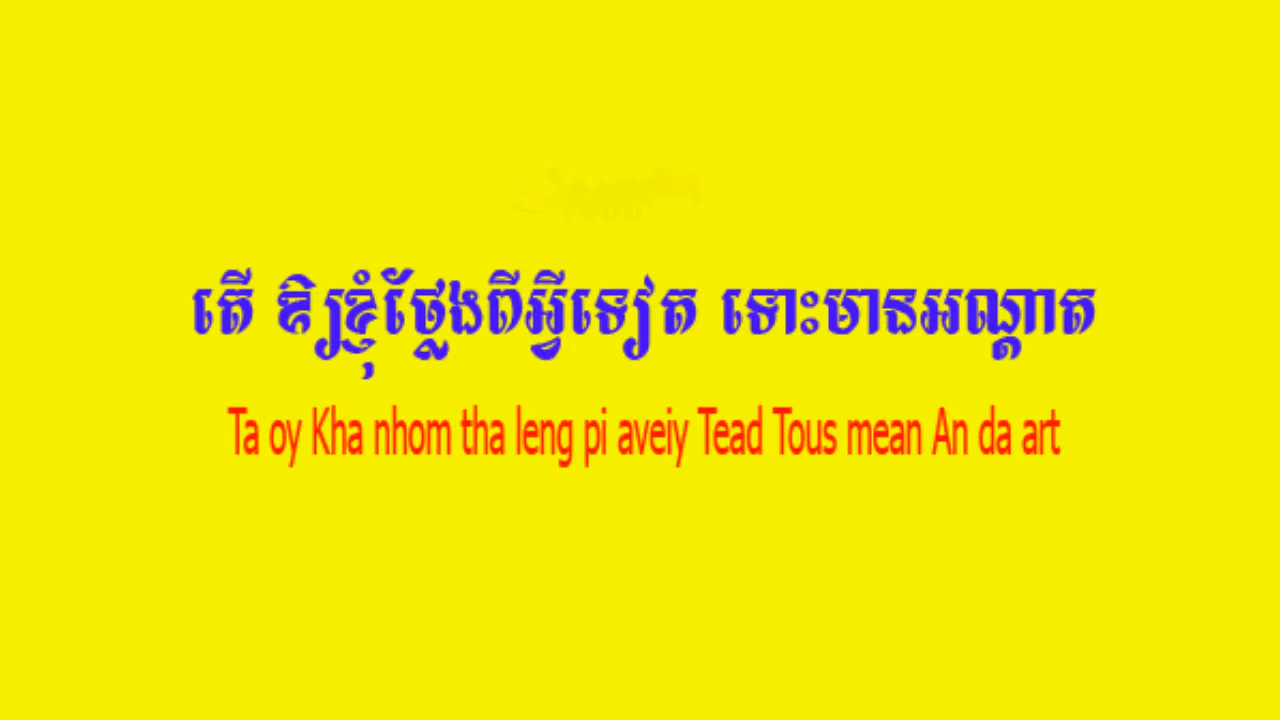 តើ ឱ្យខ្ញុំថ្លែងពីអ្វីទៀត ទោះមានអណ្តាត
Ta oy Kha nhom tha leng pi aveiy Tead Tous mean An da art